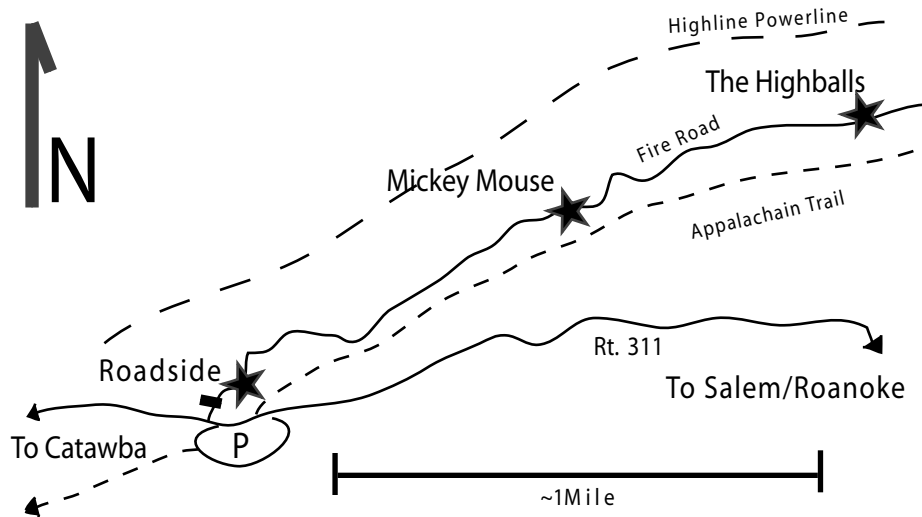 Highline Powerline
The Highballs
Fire Road
N
Mickey Mouse
Appalachain Trail
Rt. 311
Roadside
To Salem/Roanoke
To Catawba
P
~1Mile